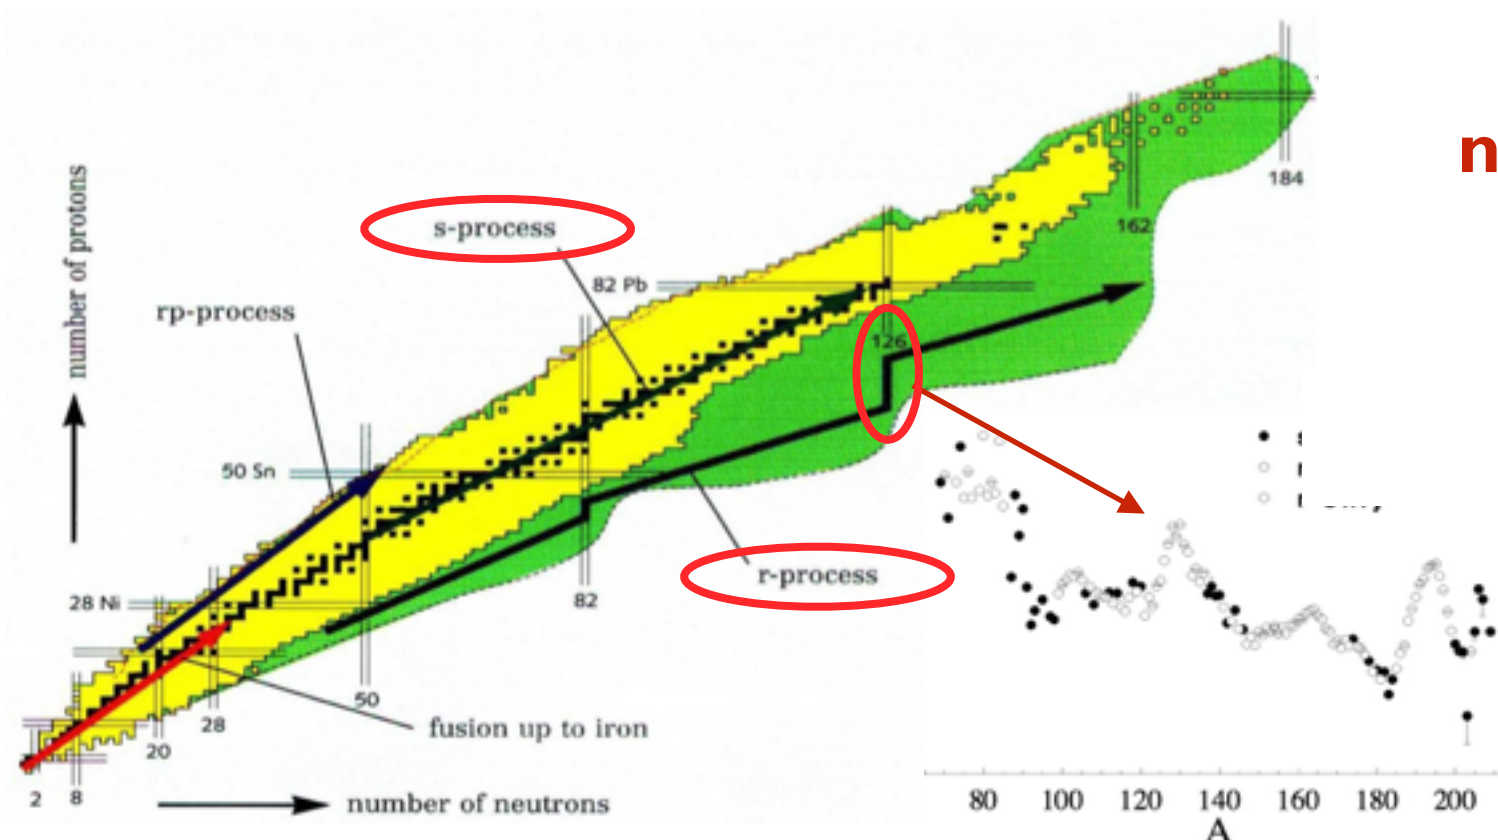 n
184
162
s-process
82 Pb
rp-process
126
number of protons
50 Sn
r-process
82
28 Ni
50
28
fusion up to iron
20
2
8
number of neutrons
80
100
120
140
160
180
200
A